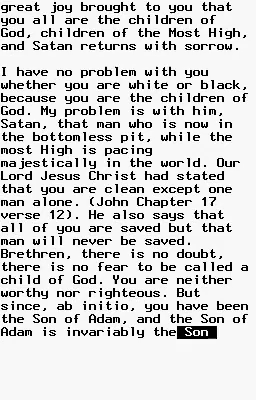 great joy brought to you that
you all are the children of
God, children of the Most High,
and Satan returns with sorrow.
I have no problem with you
whether you are white or black,
because you are the children of
God. My problem is with him,
Satan, that man who is now in
the bottomless pit, while the
most High is pacing
majestically in the world. Our
Lord Jesus Christ had stated
that you are clean except one
man alone. (John Chapter 17
verse 12). He also says that
all of you are saved but that
man will never be saved.
Brethren, there is no doubt,
there is no fear to be called a
child of God. You are neither
worthy nor righteous. But
since, ab initio, you have been
the Son of Adam, and the Son of
Adam is invariably the Son